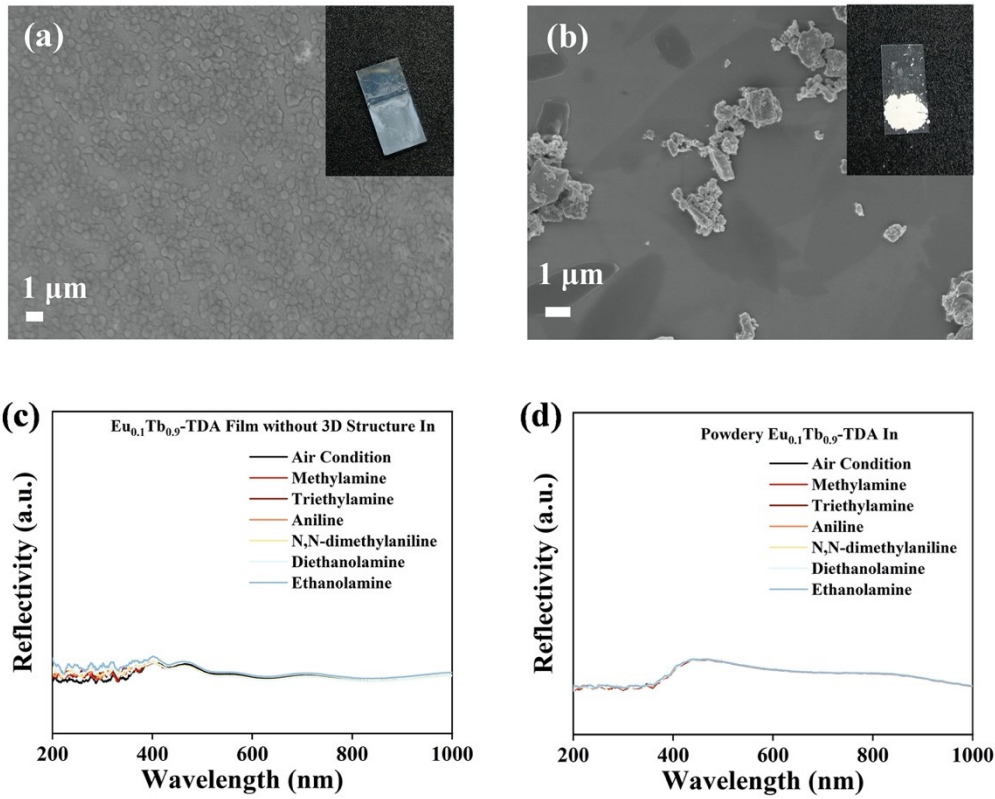 (a)
1 µm
(b)
1 µm
(c)
Eu0.1Tb0.9-TDA Film without 3D Structure In
Air Condition
Methylamine
Triethylamine
Aniline
N,N-dimethylaniline
Diethanolamine
Ethanolamine
Reflectivity (a.u.)
200 400 600 800 1000
Wavelength (nm)
(d)
Powdery Eu0.1Tb0.9-TDA In
Air Condition
Methylamine
Triethylamine
Aniline
N,N-dimethylaniline
Diethanolamine
Ethanolamine
Reflectivity (a.u.)
200 400 600 800 1000
Wavelength (nm)